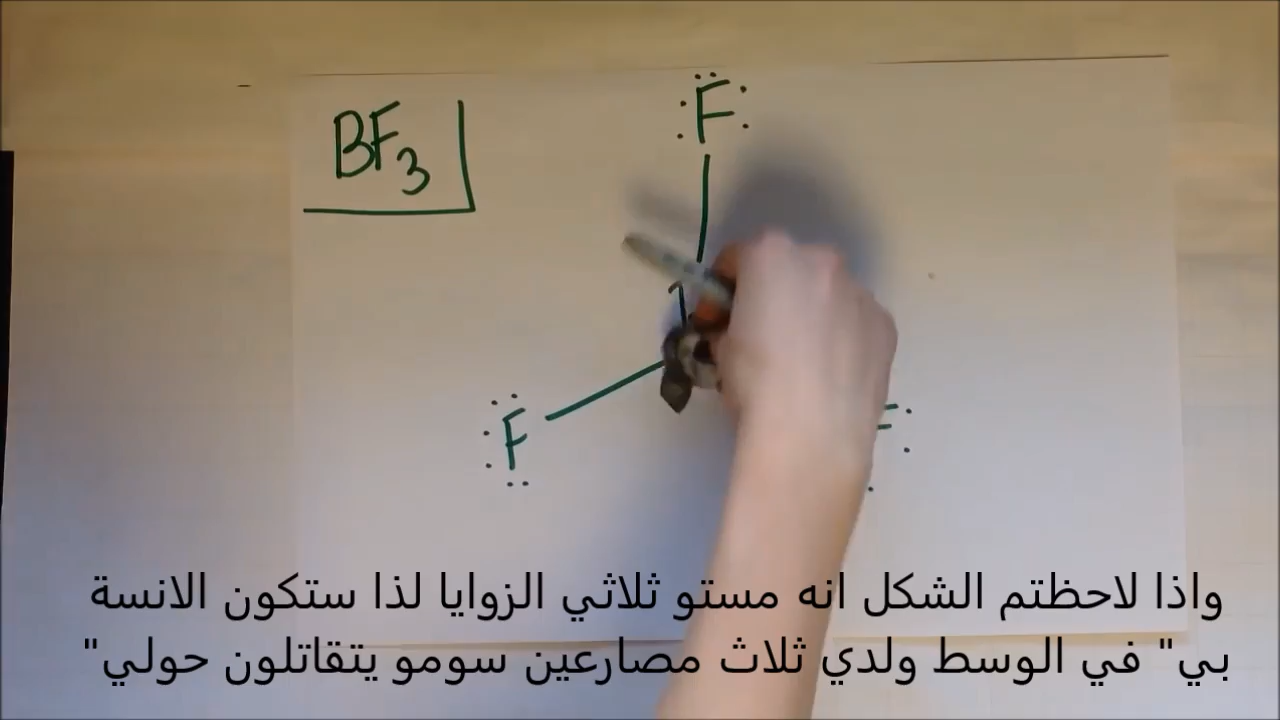 BF₃
F
F
F
واذا لاحظتم الشكل انه مستو ثلاثي الزوايا لذا ستكون الانسة
بي" في الوسط ولدي ثلاث مصارعين سومو يتقاتلون حولي"